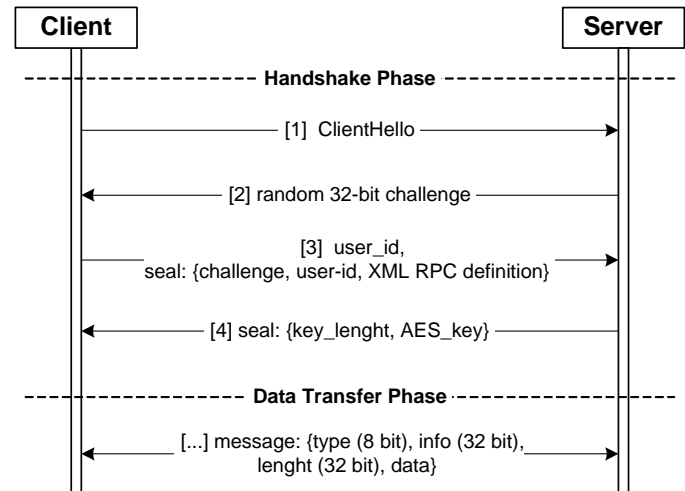 Client
Server
Handshake Phase
[1] ClientHello
[2] random 32-bit challenge
[3] user_id,
seal: {challenge, user-id, XML RPC definition}
[4] seal: {key_lenght, AES_key}
Data Transfer Phase
[...] message: {type (8 bit), info (32 bit),
lenght (32 bit), data}